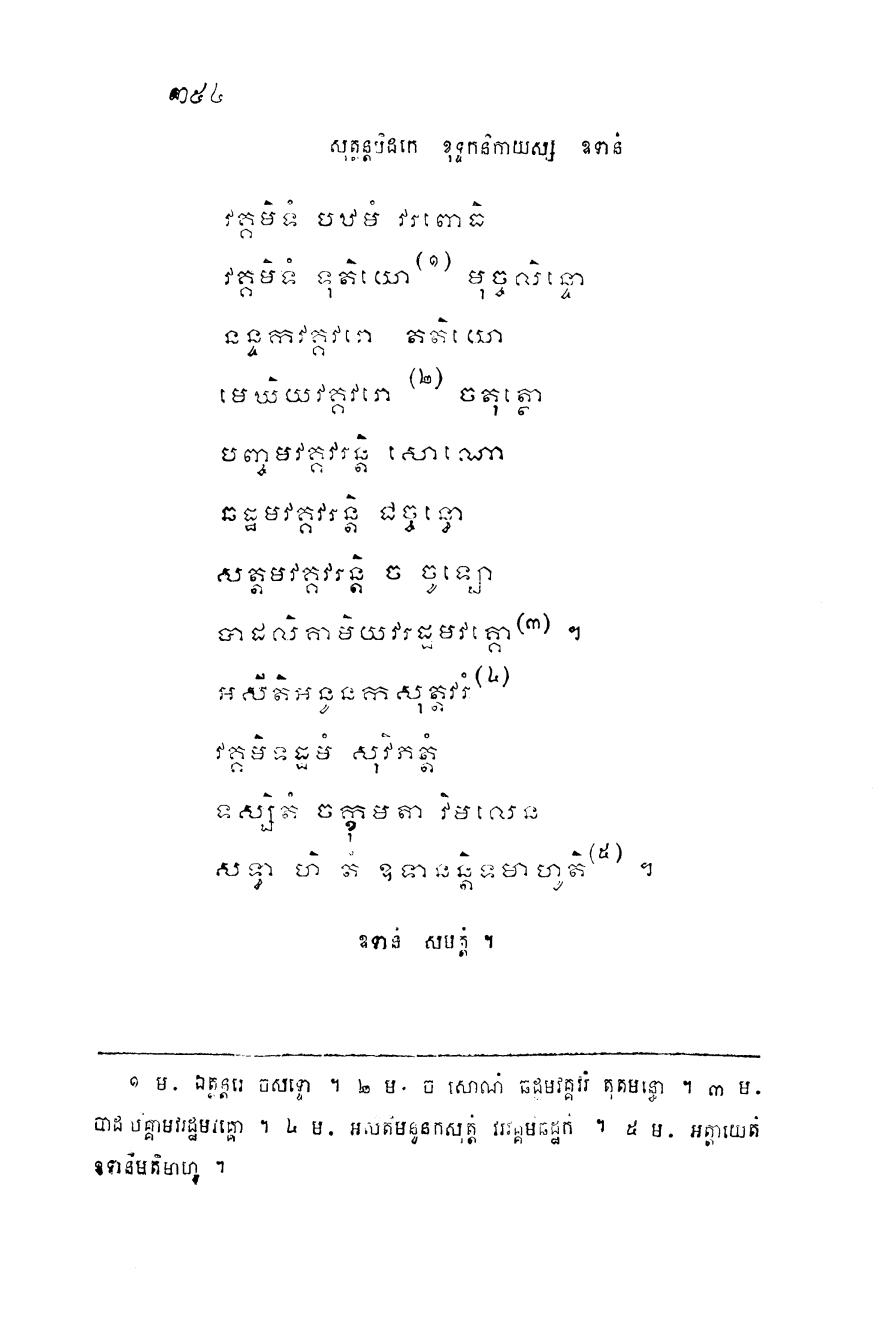 ៣៥៤
សុត្តន្តបិដកេ ខុទ្ទកនិកាយស្ស ឧទានំ
វគ្គមិទំ បឋមំ វរពោធិ
វគ្គមិទំ ទុតិយោ(១) មុច្ចលិន្ទោ
នន្ទកវគ្គវរោ តតិយោ
មេឃិយវគ្គវរោ (២) ចតុត្ថោ
បញ្ចមវគ្គវរន្តិ សោណោ
ឆដ្ឋមវគ្គវរន្តិ ជច្ចន្ធោ
សត្តមវគ្គវរន្តិ ច ចូឡោ
បាដលិគាមិយវរដ្ឋមវគ្គោ(៣) ។
អសីតិអនូនកសុត្តវរំ(៤)
វគ្គមិទដ្ឋមំ សុវិភត្តំ
ទស្សិតំ ចក្ខុមតា វិមលេន
សទ្ធា ហិ តំ ឧទានន្តិទមាហូតិ(៥) ។
ឧទានំ សមត្តំ ។
១ ម. ឯត្តន្តរេ ចសទ្ទោ ។ ២ ម. ច សោណំ ឆដ្ឋមវគ្គវរំ តុតមន្ធោ ។ ៣ ម.
បាដ បគ្គាមវរដ្ឋមវគ្គោ ។ ៤ ម. អសតិមនូនកសុត្តំ វរវគ្គមឆដ្ឋកំ ។ ៥ ម. អត្ថាយេតំ
ឧទានំមតិមាហុ ។